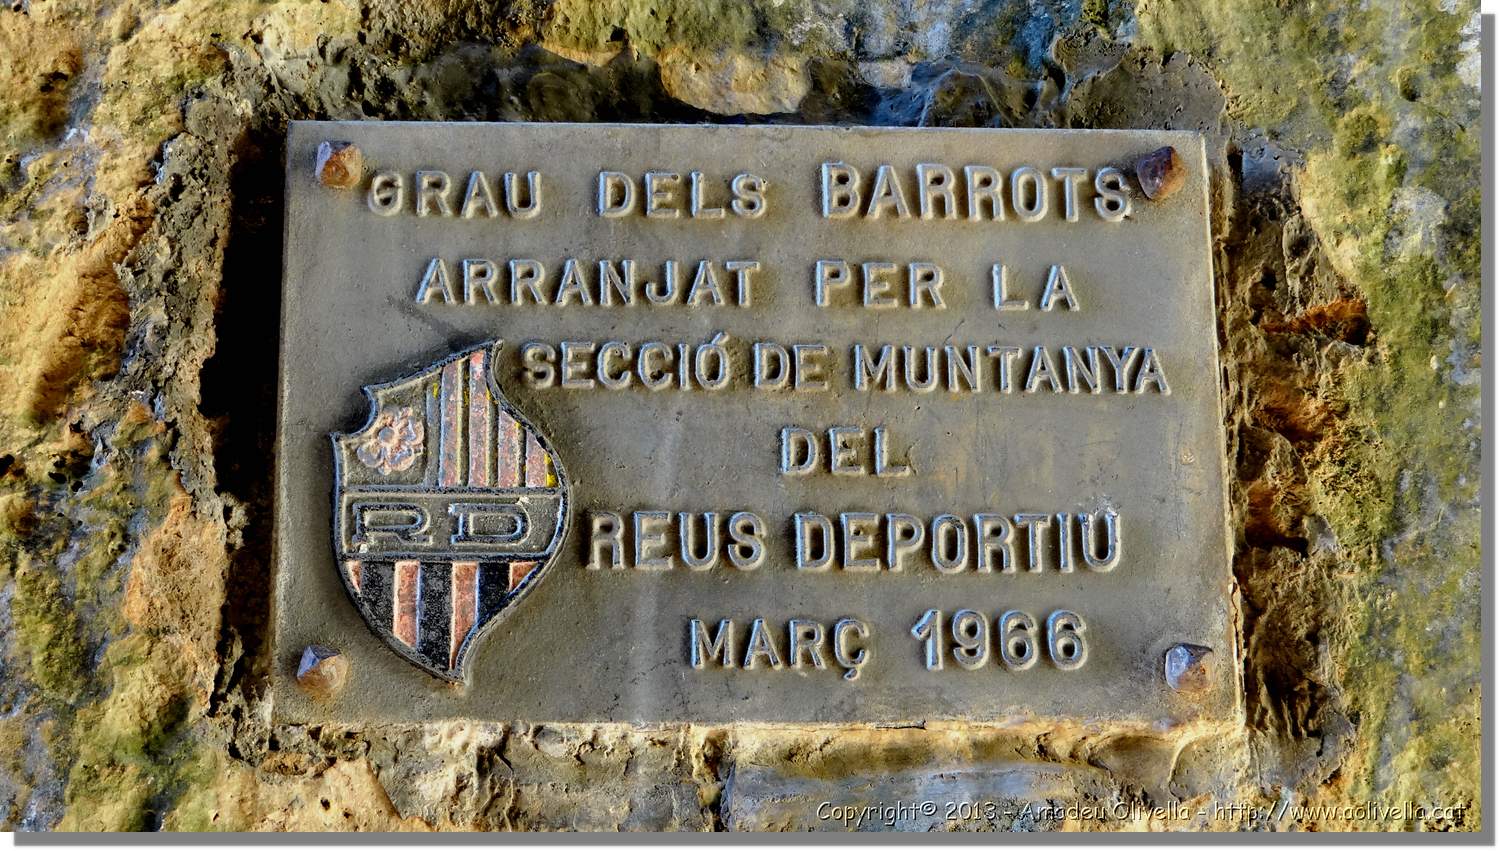 GRAU DELS BARROTS
ARRANJAT PER LA
SECCIÓ DE MUNTANYA
DEL
REUS DEPORTIU
MARÇ 1966
RD
Copyright© 2013 - Amadeu Olivella - http://www.aolivella.cat